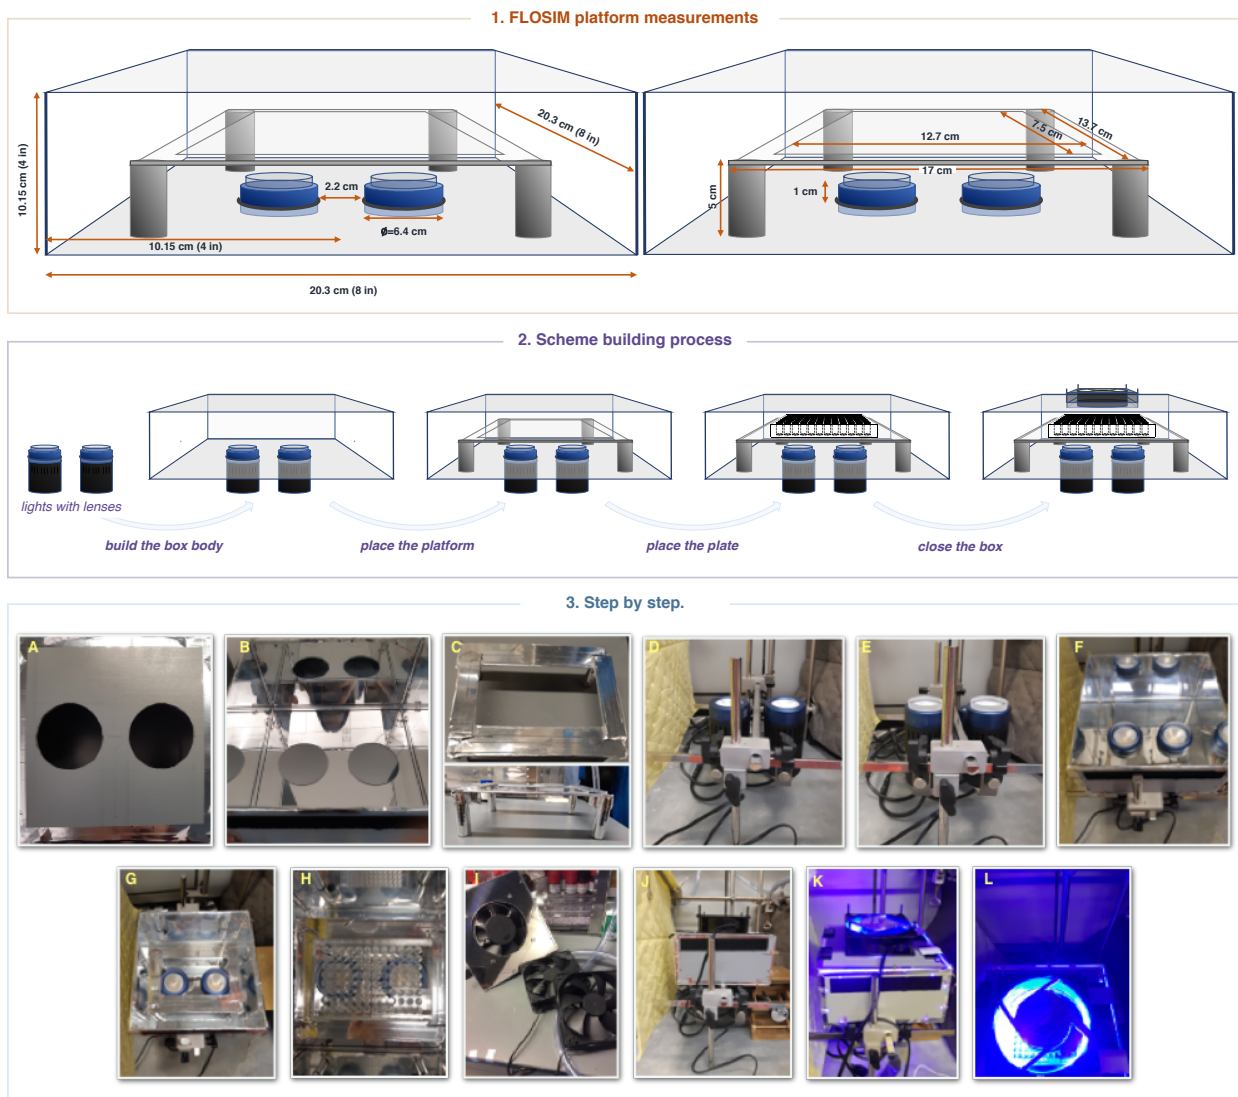 1. FLOSIM platform measurements
10.15 cm (4 in)
20.3 cm (8 in)
2.2 cm
ø=6.4 cm
10.15 cm (4 in)
20.3 cm (8 in)
12.7 cm
7.5 cm
13.7 cm
17 cm
1 cm
5 cm
2. Scheme building process
lights with lenses
build the box body
place the platform
place the plate
close the box
3. Step by step.
A
B
C
D
E
F
G
H
I
J
K
L